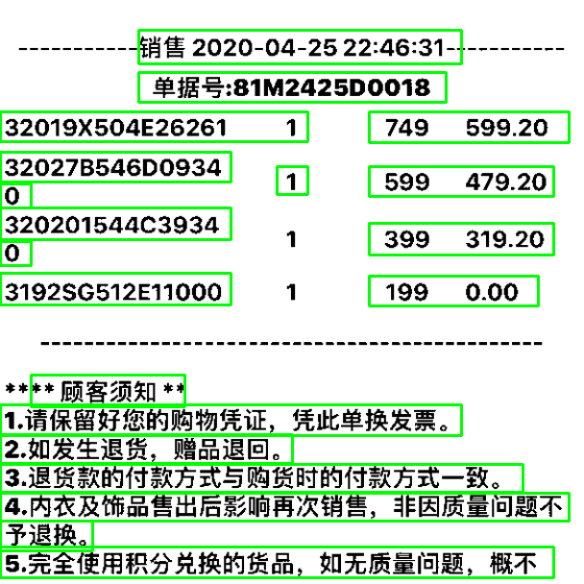 ------------销售 2020-04-25 22:46:31------------
单据号:81M2425D0018
32019X504E26261 1 749 599.20
32027B546D0934
0 1 599 479.20
320201544C3934
0 1 399 319.20
3192SG512E11000 1 199 0.00
---------------------------------------------
**** 顾客须知 **
1.请保留好您的购物凭证，凭此单换发票。
2.如发生退货，赠品退回。
3.退货款的付款方式与购货时的付款方式一致。
4.内衣及饰品售出后影响再次销售，非因质量问题不
予退换。
5.完全使用积分兑换的货品，如无质量问题，概不